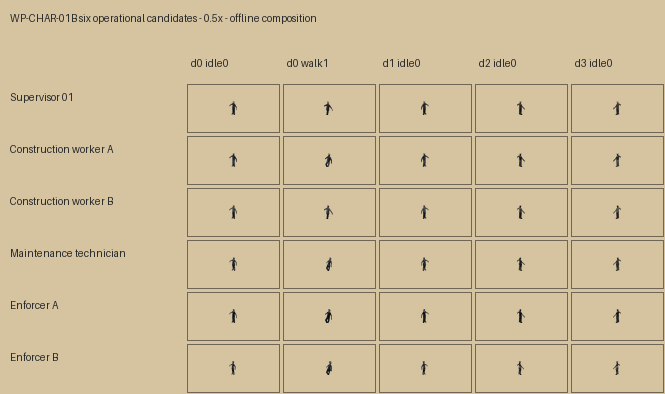 WP-CHAR-01B six operational candidates - 0.5x - offline composition
d0 idle0 d0 walk1 d1 idle0 d2 idle0 d3 idle0
Supervisor 01
Construction worker A
Construction worker B
Maintenance technician
Enforcer A
Enforcer B